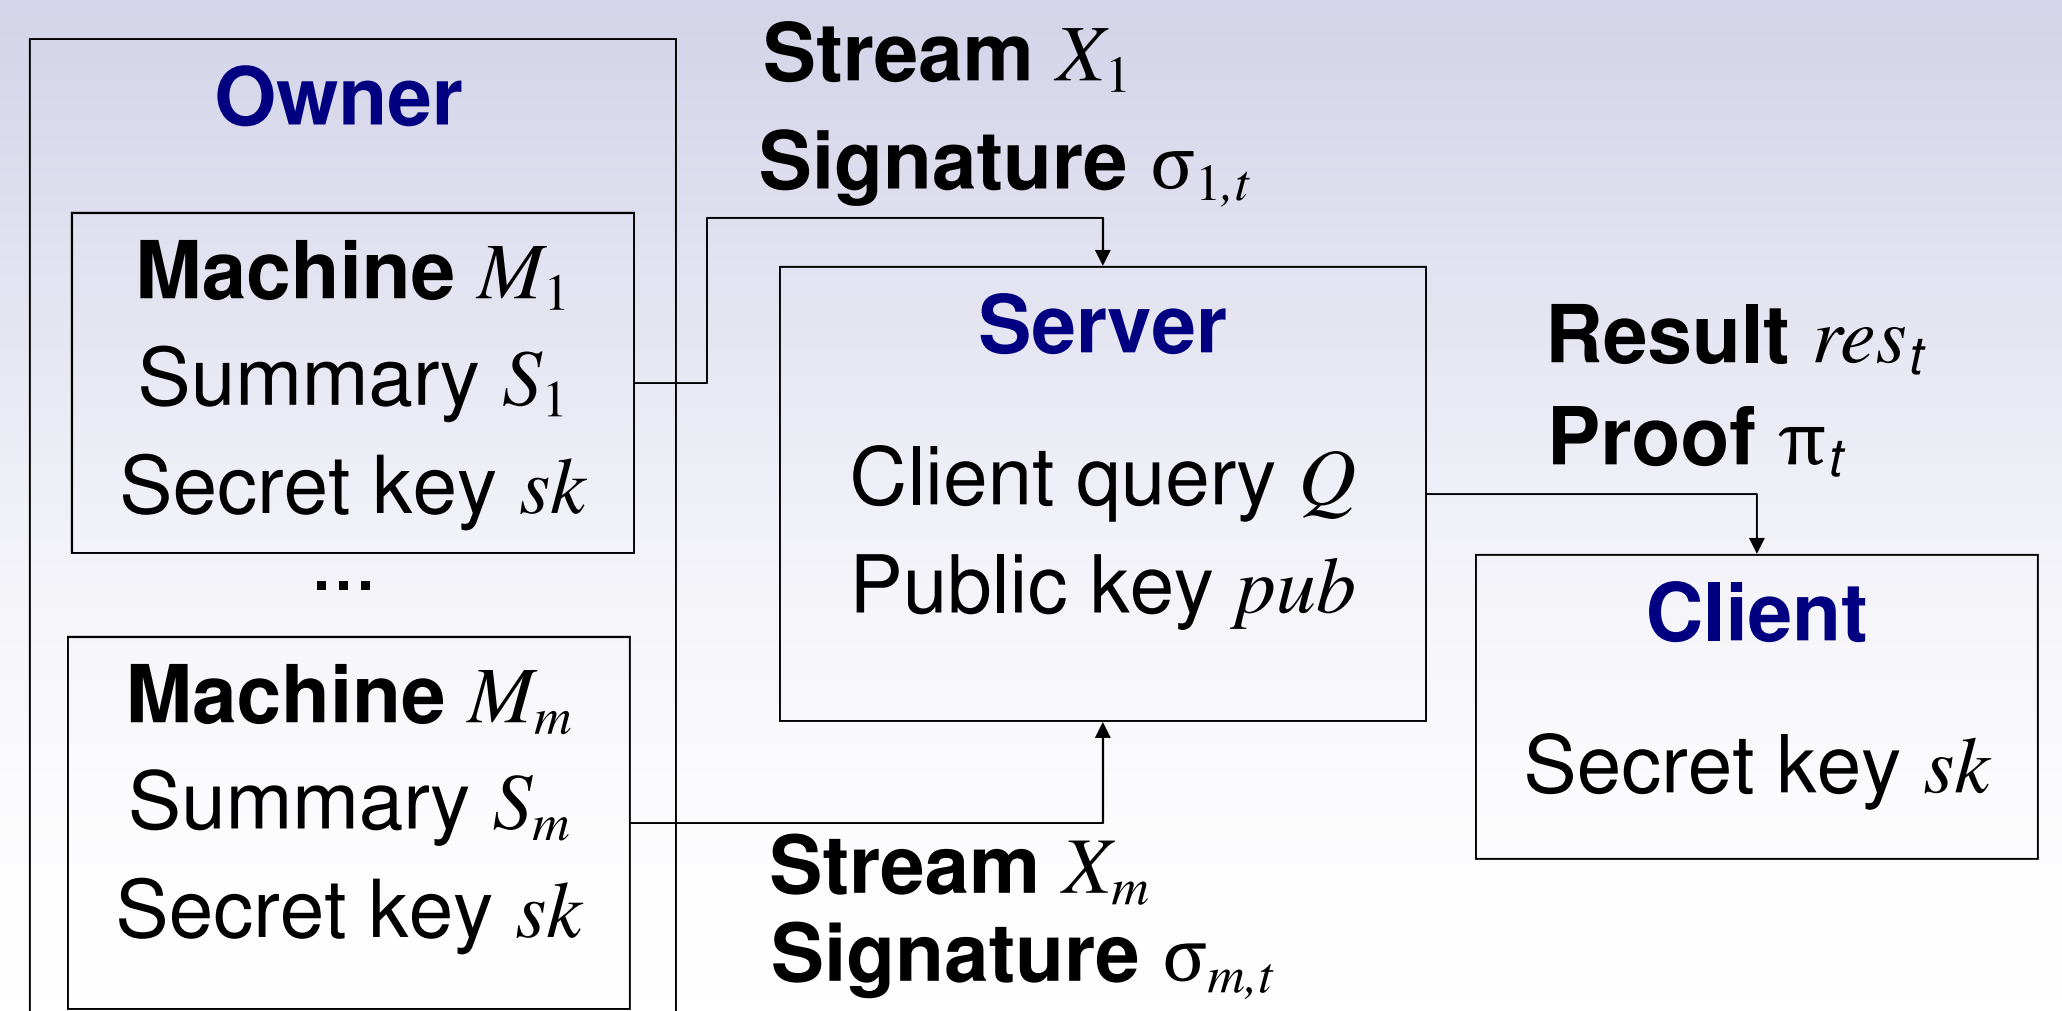 Owner
Machine M₁
Summary S₁
Secret key sk
...
Machine Mₘ
Summary Sₘ
Secret key sk
Stream X₁
Signature σ₁,ₜ
Server
Client query Q
Public key pub
Stream Xₘ
Signature σₘ,ₜ
Result resₜ
Proof πₜ
Client
Secret key sk